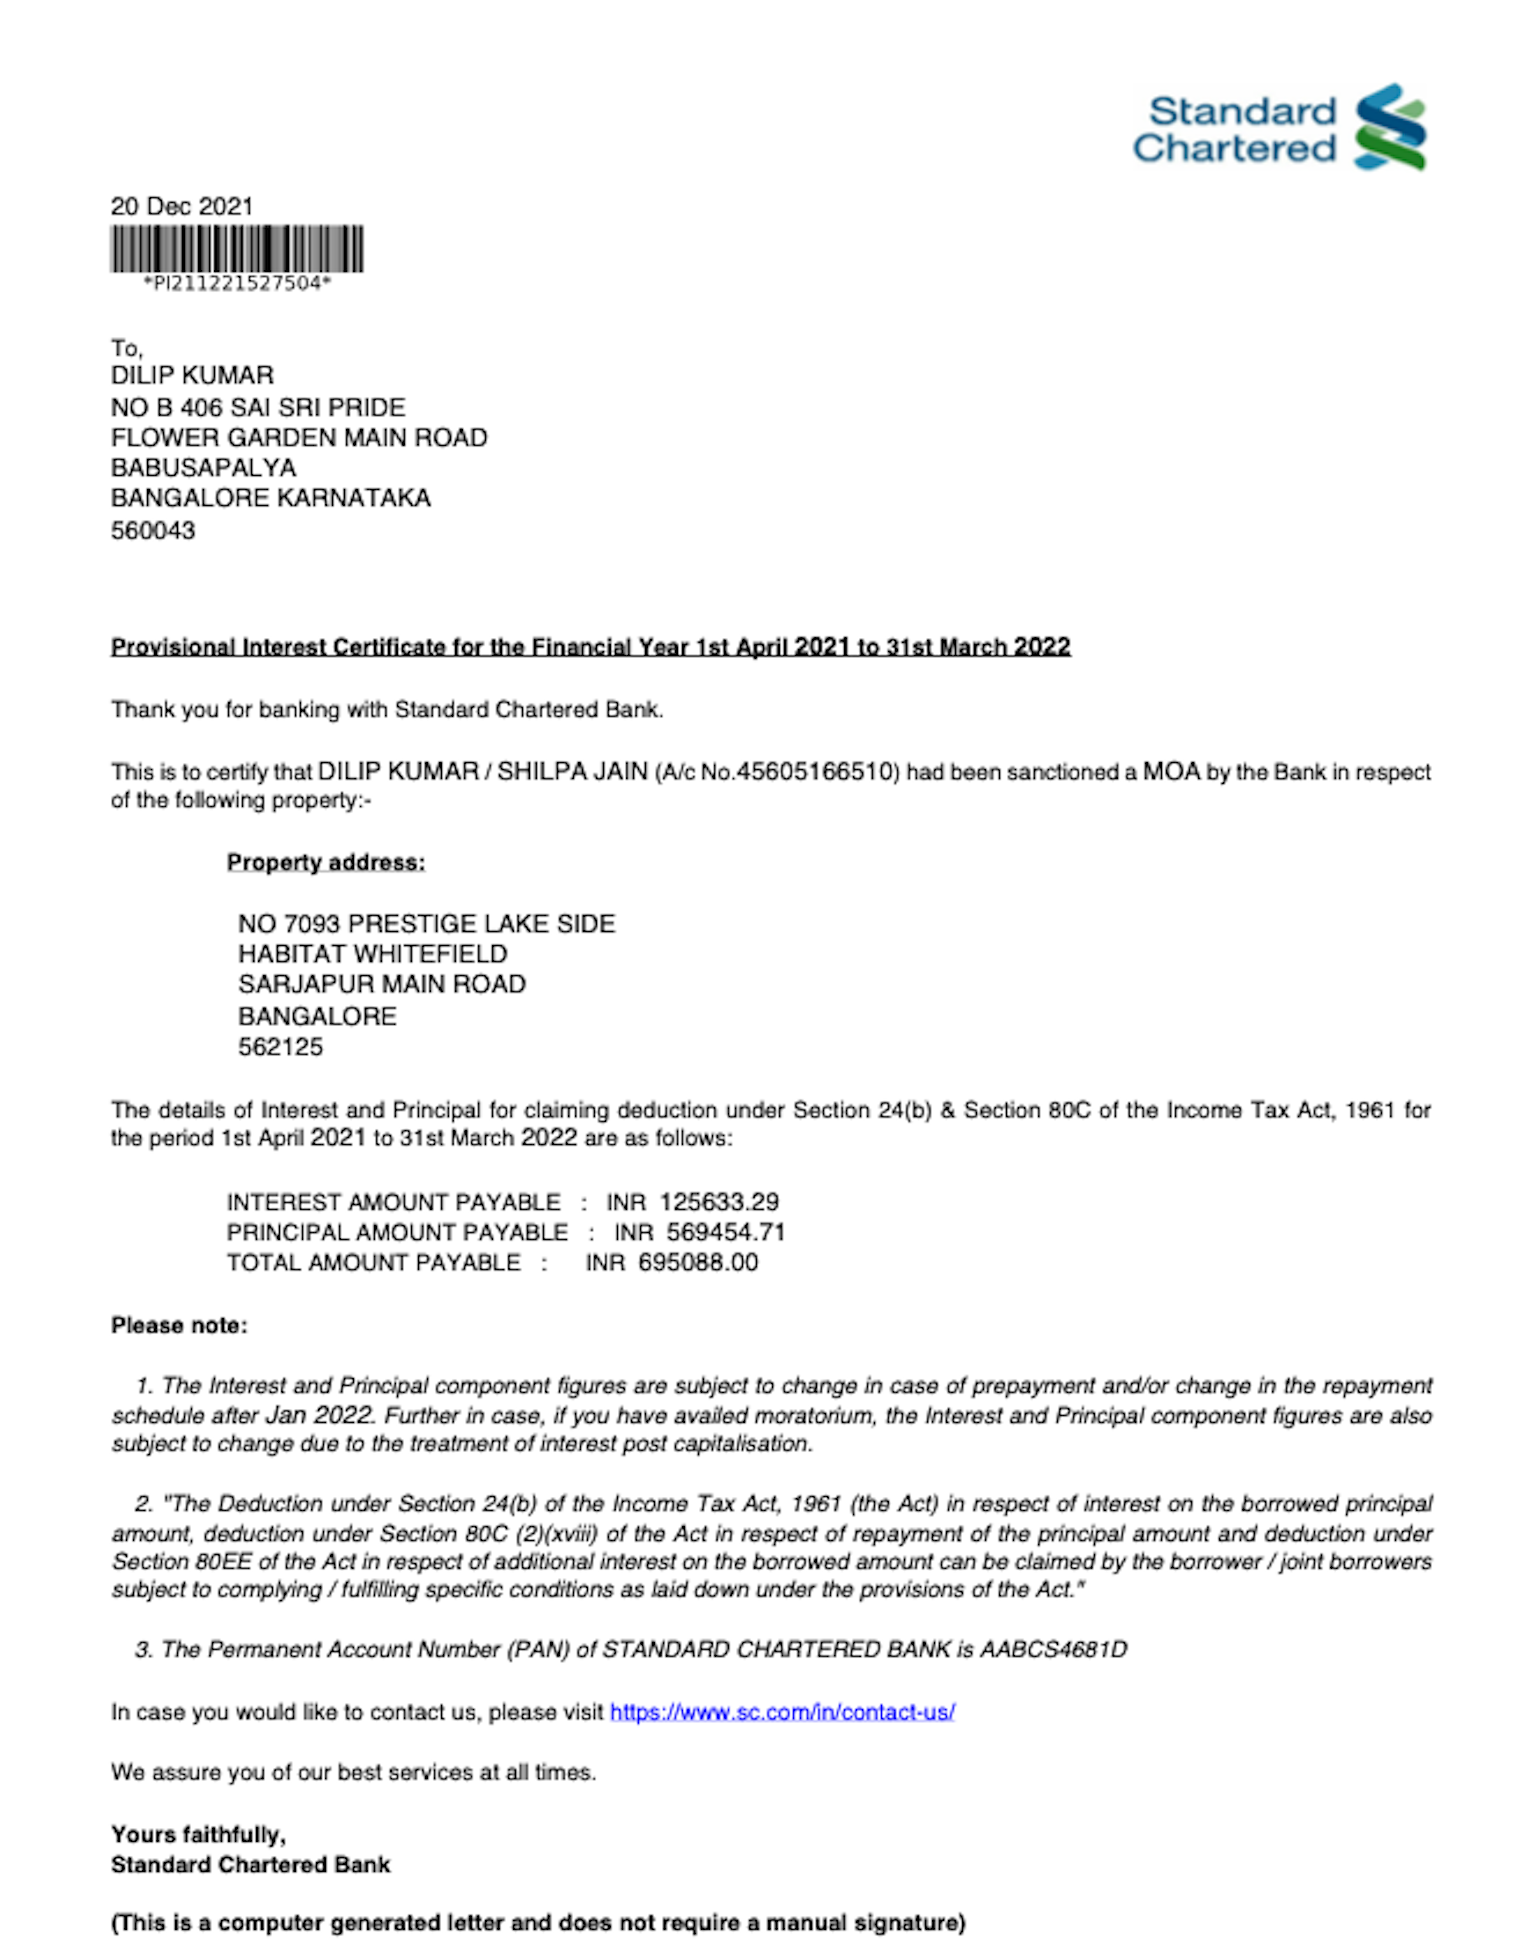 Standard
Chartered
20 Dec 2021
*PI211221527504*
To,
DILIP KUMAR
NO B 406 SAI SRI PRIDE
FLOWER GARDEN MAIN ROAD
BABUSAPALYA
BANGALORE KARNATAKA
560043
Provisional Interest Certificate for the Financial Year 1st April 2021 to 31st March 2022
Thank you for banking with Standard Chartered Bank.
This is to certify that DILIP KUMAR / SHILPA JAIN (A/c No.45605166510) had been sanctioned a MOA by the Bank in respect
of the following property:-
Property address:
NO 7093 PRESTIGE LAKE SIDE
HABITAT WHITEFIELD
SARJAPUR MAIN ROAD
BANGALORE
562125
The details of Interest and Principal for claiming deduction under Section 24(b) & Section 80C of the Income Tax Act, 1961 for
the period 1st April 2021 to 31st March 2022 are as follows:
INTEREST AMOUNT PAYABLE : INR 125633.29
PRINCIPAL AMOUNT PAYABLE : INR 569454.71
TOTAL AMOUNT PAYABLE : INR 695088.00
Please note:
1. The Interest and Principal component figures are subject to change in case of prepayment and/or change in the repayment
schedule after Jan 2022. Further in case, if you have availed moratorium, the Interest and Principal component figures are also
subject to change due to the treatment of interest post capitalisation.
2. "The Deduction under Section 24(b) of the Income Tax Act, 1961 (the Act) in respect of interest on the borrowed principal
amount, deduction under Section 80C (2)(xviii) of the Act in respect of repayment of the principal amount and deduction under
Section 80EE of the Act in respect of additional interest on the borrowed amount can be claimed by the borrower / joint borrowers
subject to complying / fulfilling specific conditions as laid down under the provisions of the Act."
3. The Permanent Account Number (PAN) of STANDARD CHARTERED BANK is AABCS4681D
In case you would like to contact us, please visit https://www.sc.com/in/contact-us/
We assure you of our best services at all times.
Yours faithfully,
Standard Chartered Bank
(This is a computer generated letter and does not require a manual signature)